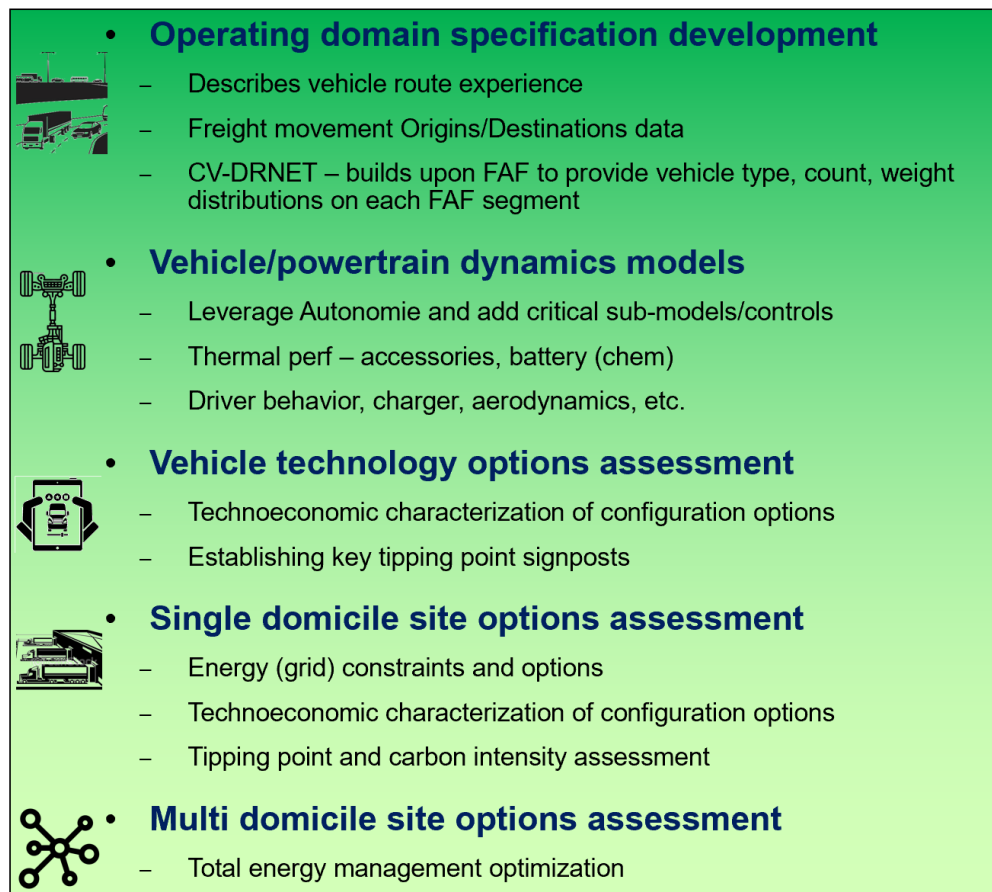 • Operating domain specification development
– Describes vehicle route experience
– Freight movement Origins/Destinations data
– CV-DRNET – builds upon FAF to provide vehicle type, count, weight
distributions on each FAF segment
• Vehicle/powertrain dynamics models
– Leverage Autonomie and add critical sub-models/controls
– Thermal perf – accessories, battery (chem)
– Driver behavior, charger, aerodynamics, etc.
• Vehicle technology options assessment
– Technoeconomic characterization of configuration options
– Establishing key tipping point signposts
• Single domicile site options assessment
– Energy (grid) constraints and options
– Technoeconomic characterization of configuration options
– Tipping point and carbon intensity assessment
• Multi domicile site options assessment
– Total energy management optimization